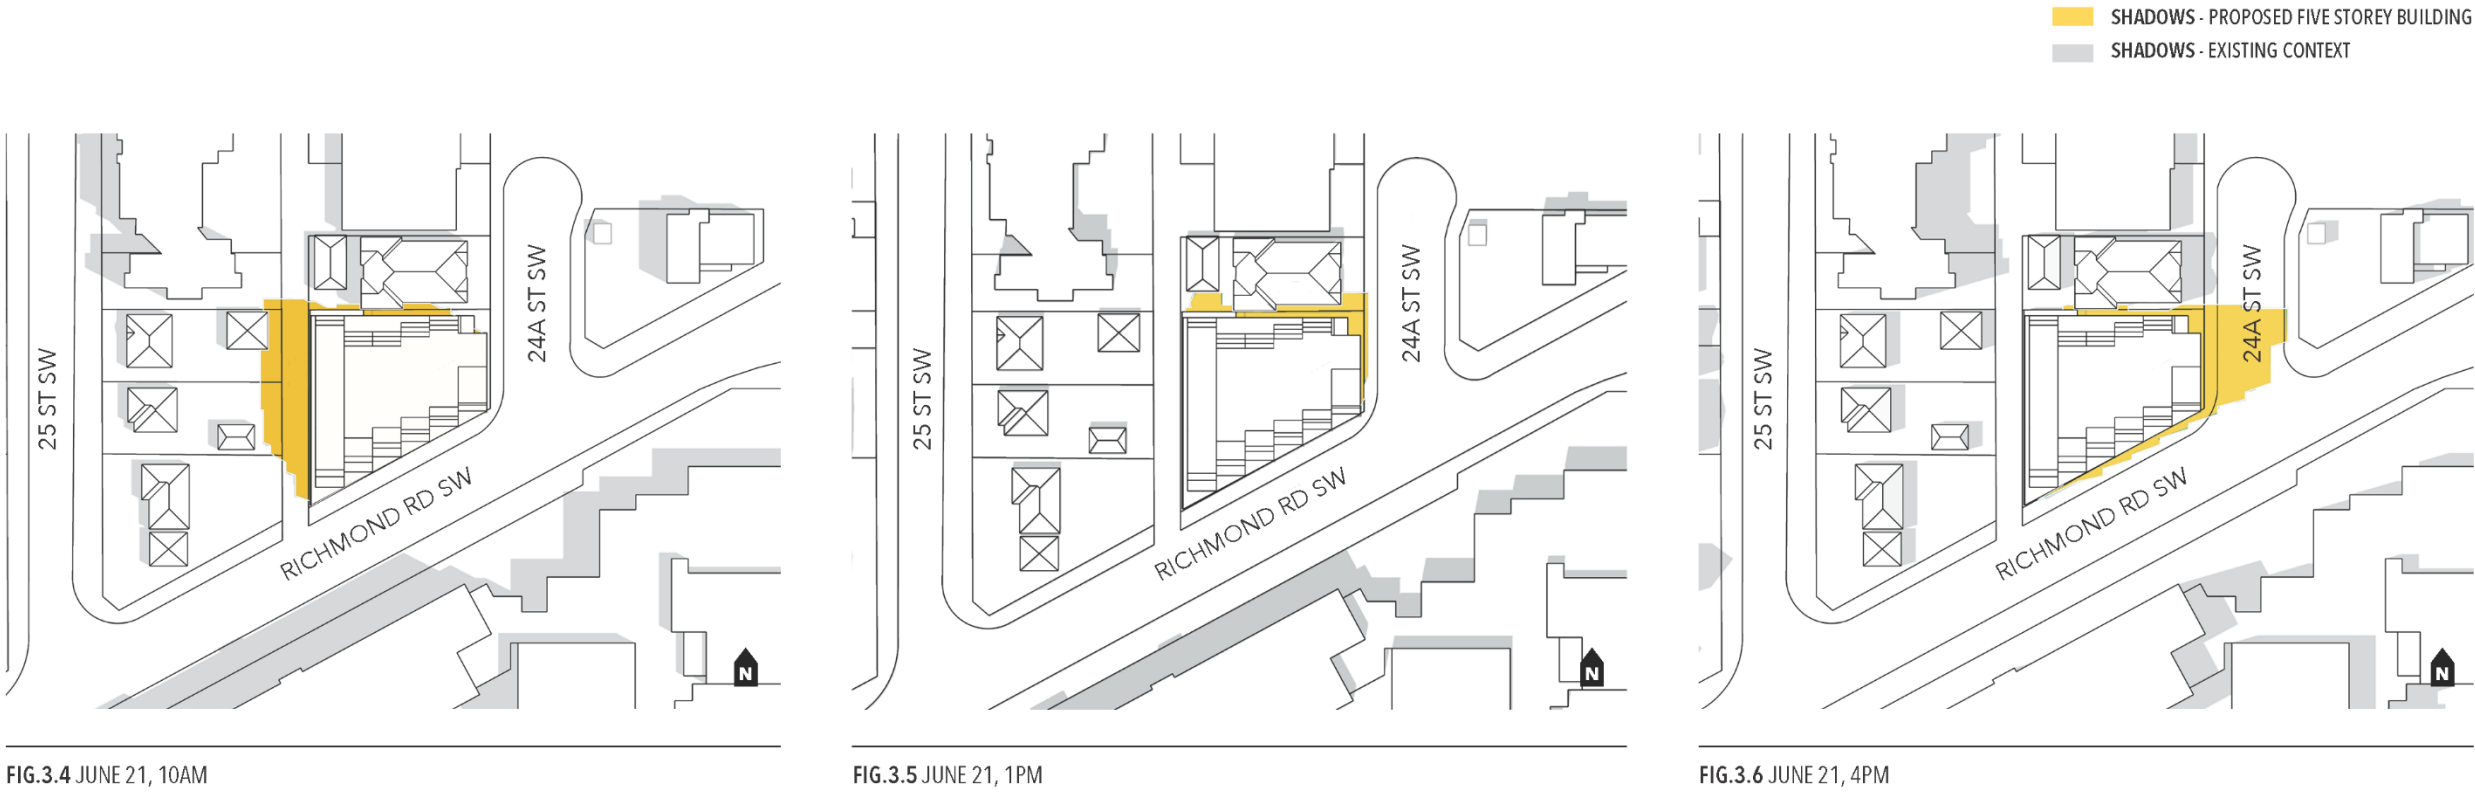 SHADOWS - PROPOSED FIVE STOREY BUILDING
SHADOWS - EXISTING CONTEXT
25 ST SW
24A ST SW
RICHMOND RD SW
N
25 ST SW
24A ST SW
RICHMOND RD SW
N
25 ST SW
24A ST SW
RICHMOND RD SW
N
FIG.3.4 JUNE 21, 10AM
FIG.3.5 JUNE 21, 1PM
FIG.3.6 JUNE 21, 4PM